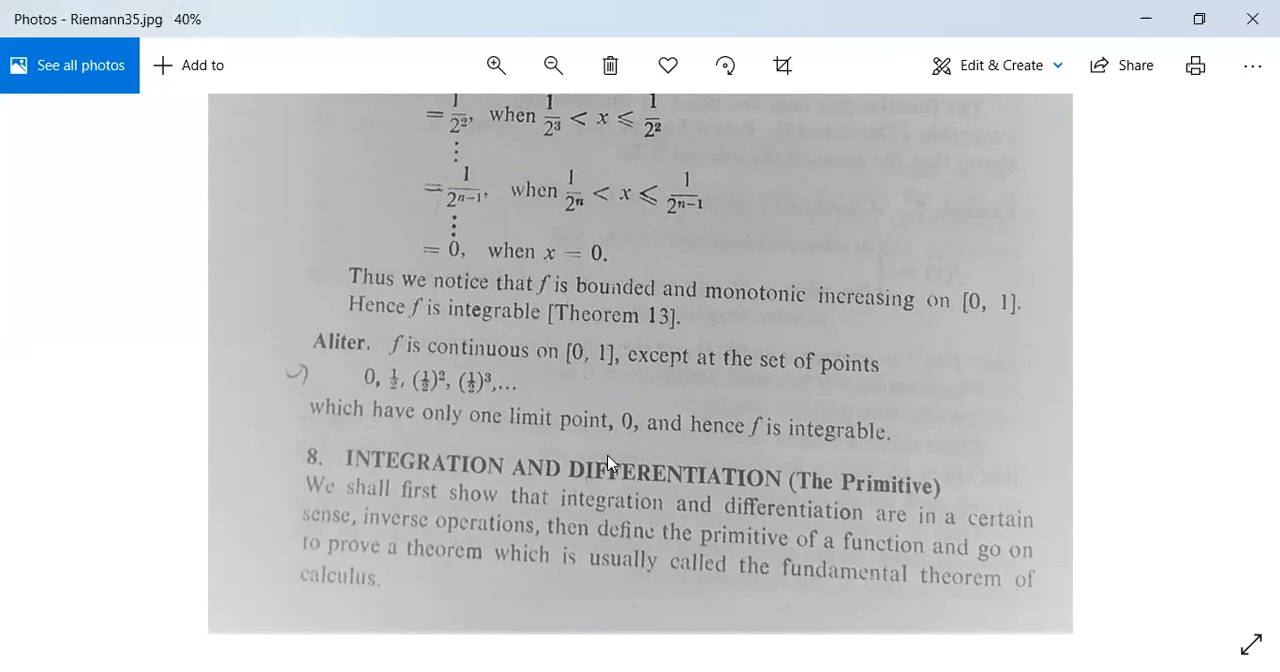 Photos - Riemann35.jpg 40%
See all photos
Add to
Edit & Create
Share
= 1/2², when 1/2³ < x ⩽ 1/2²
⋮
= 1/2ⁿ⁻¹, when 1/2ⁿ < x ⩽ 1/2ⁿ⁻¹
⋮
= 0, when x = 0.
Thus we notice that f is bounded and monotonic increasing on [0, 1].
Hence f is integrable [Theorem 13].
Aliter. f is continuous on [0, 1], except at the set of points
0, ½, (½)², (½)³,...
which have only one limit point, 0, and hence f is integrable.
8. INTEGRATION AND DIFFERENTIATION (The Primitive)
We shall first show that integration and differentiation are in a certain
sense, inverse operations, then define the primitive of a function and go on
to prove a theorem which is usually called the fundamental theorem of
calculus.